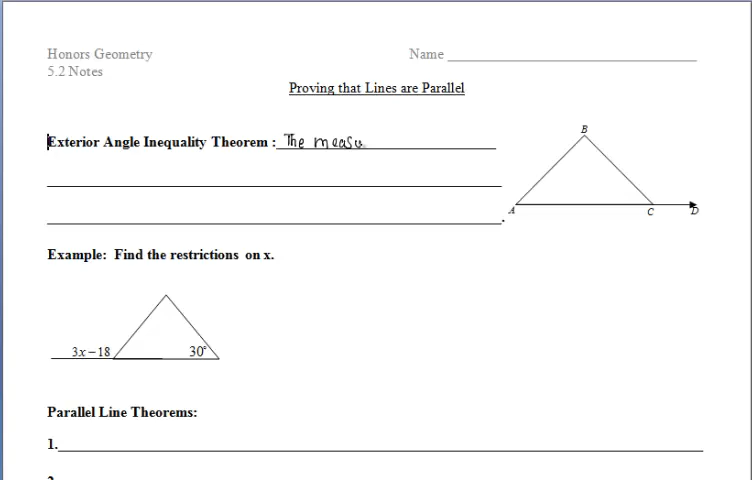 Honors Geometry
Name
5.2 Notes
Proving that Lines are Parallel
Exterior Angle Inequality Theorem : The measu
B
A
C
D
.
Example: Find the restrictions on x.
3x−18
30°
Parallel Line Theorems:
1.